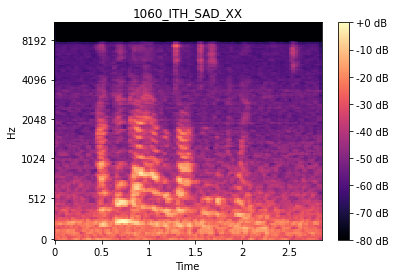 1060_ITH_SAD_XX
+0 dB
8192
-10 dB
4096
-20 dB
-30 dB
2048
-40 dB
Hz
1024
-50 dB
512
-60 dB
-70 dB
0
-80 dB
0 0.5 1 1.5 2 2.5
Time